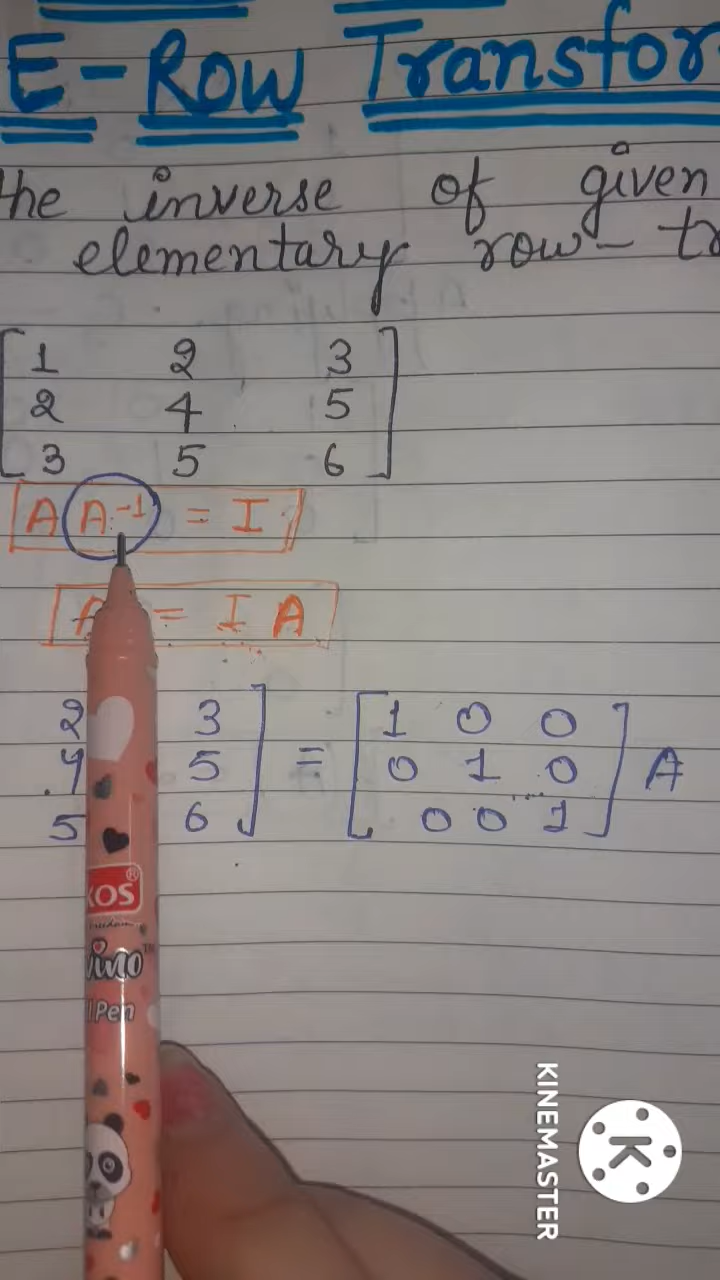 E-Row Transfor
the inverse of given
elementary row- tr
1 2 3
2 4 5
3 5 6
A A⁻¹ = I
A = I A
2 3 = 1 0 0
4 5 0 1 0 A
5 6 0 0 1
KOS
Pen
KINEMASTER
K